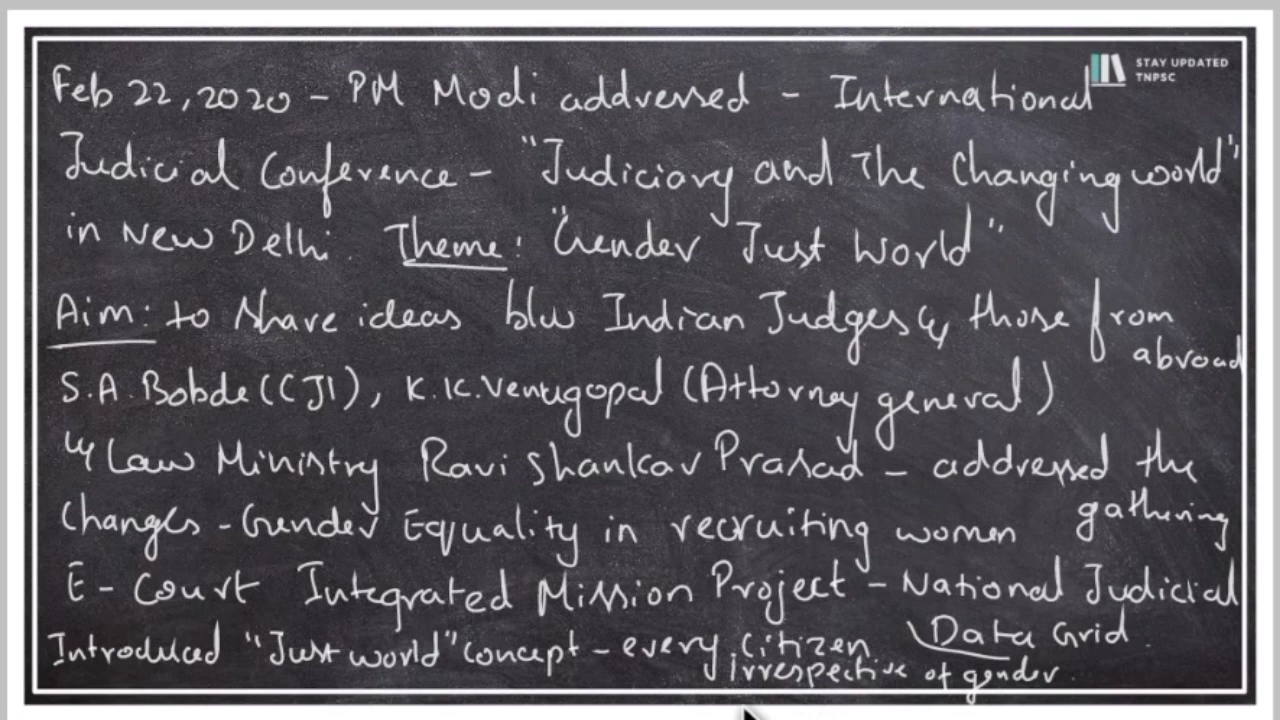 STAY UPDATED
TNPSC
Feb 22, 2020 - PM Modi addressed - International
Judicial Conference - "Judiciary and The Changing world"
in New Delhi. Theme: "Gender Just World"
Aim: to share ideas b/w Indian Judges & those from
abroad
S.A. Bobde (CJI), K.K. Venugopal (Attorney general)
& Law Ministry Ravi Shankar Prasad - addressed the
gathering
Changes - Gender Equality in recruiting women
E - Court Integrated Mission Project - National Judicial
Data Grid.
Introduced "Just world" concept - every citizen
irrespective of gender.